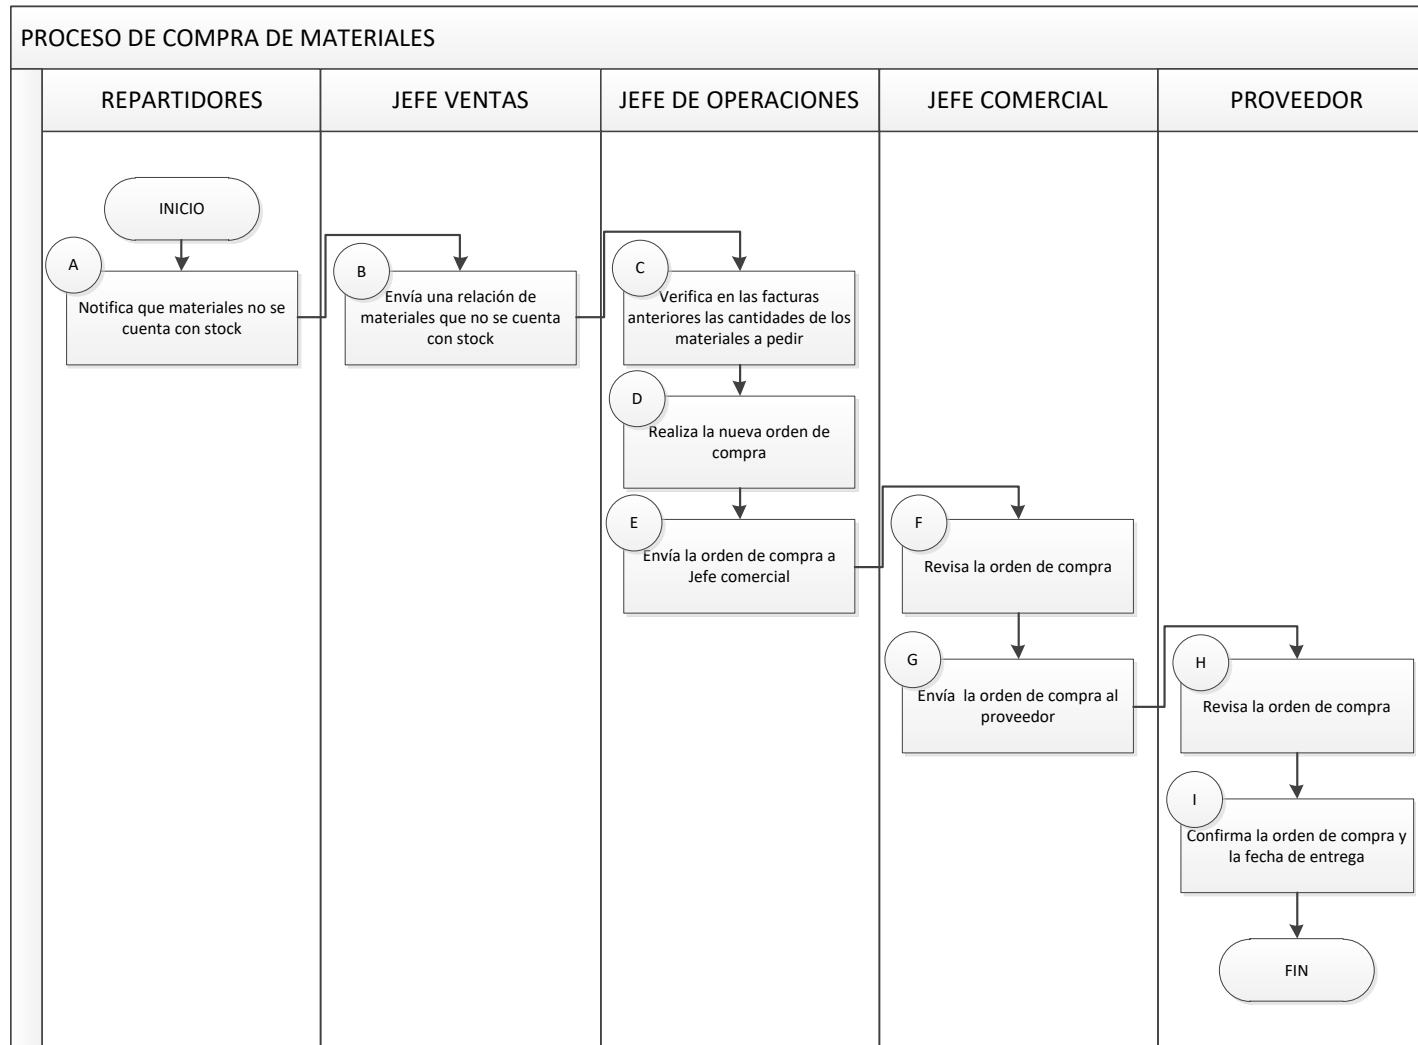 PROCESO DE COMPRA DE MATERIALES
REPARTIDORES
JEFE VENTAS
JEFE DE OPERACIONES
JEFE COMERCIAL
PROVEEDOR
INICIO
A
Notifica que materiales no se
cuenta con stock
B
Envía una relación de
materiales que no se cuenta
con stock
C
Verifica en las facturas
anteriores las cantidades de los
materiales a pedir
D
Realiza la nueva orden de
compra
E
Envía la orden de compra a
Jefe comercial
F
Revisa la orden de compra
G
Envía  la orden de compra al
proveedor
H
Revisa la orden de compra
I
Confirma la orden de compra y
la fecha de entrega
FIN